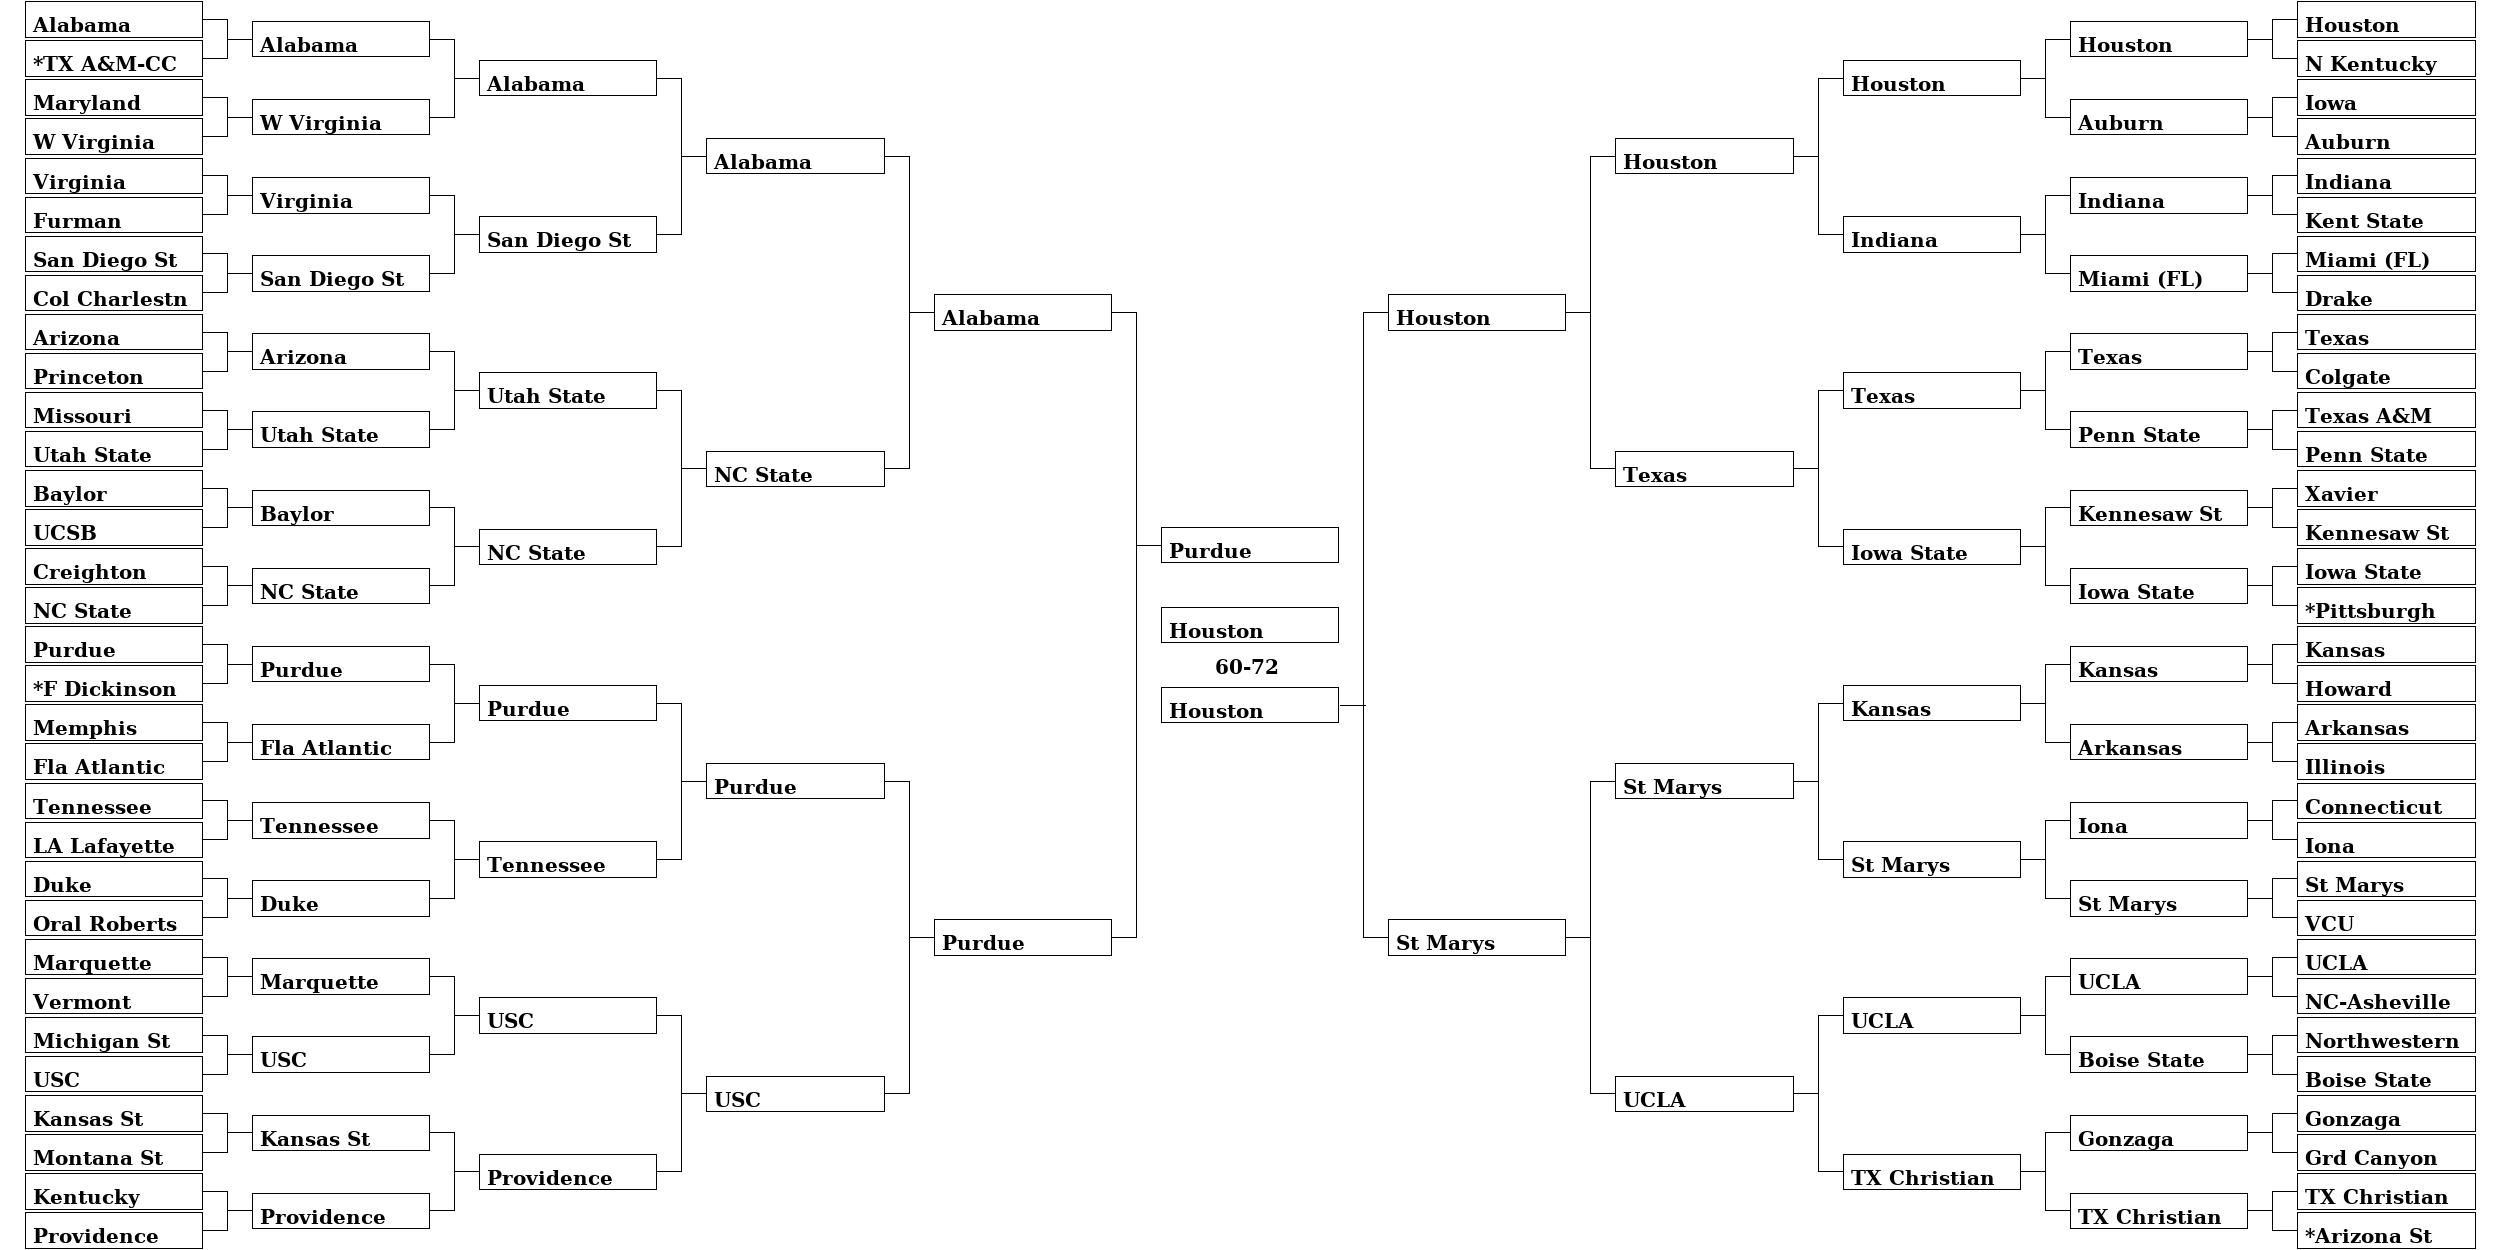 Alabama
*TX A&M-CC
Maryland
W Virginia
Virginia
Furman
San Diego St
Col Charlestn
Arizona
Princeton
Missouri
Utah State
Baylor
UCSB
Creighton
NC State
Purdue
*F Dickinson
Memphis
Fla Atlantic
Tennessee
LA Lafayette
Duke
Oral Roberts
Marquette
Vermont
Michigan St
USC
Kansas St
Montana St
Kentucky
Providence
Alabama
W Virginia
Virginia
San Diego St
Arizona
Utah State
Baylor
NC State
Purdue
Fla Atlantic
Tennessee
Duke
Marquette
USC
Kansas St
Providence
Alabama
San Diego St
Utah State
NC State
Purdue
Tennessee
USC
Providence
Alabama
NC State
Purdue
USC
Alabama
Purdue
Purdue
Houston
60-72
Houston
Houston
St Marys
Houston
Texas
St Marys
UCLA
Houston
Indiana
Texas
Iowa State
Kansas
St Marys
UCLA
TX Christian
Houston
Auburn
Indiana
Miami (FL)
Texas
Penn State
Kennesaw St
Iowa State
Kansas
Arkansas
Iona
St Marys
UCLA
Boise State
Gonzaga
TX Christian
Houston
N Kentucky
Iowa
Auburn
Indiana
Kent State
Miami (FL)
Drake
Texas
Colgate
Texas A&M
Penn State
Xavier
Kennesaw St
Iowa State
*Pittsburgh
Kansas
Howard
Arkansas
Illinois
Connecticut
Iona
St Marys
VCU
UCLA
NC-Asheville
Northwestern
Boise State
Gonzaga
Grd Canyon
TX Christian
*Arizona St